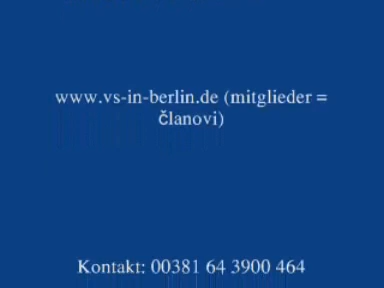 www.vs-in-berlin.de (mitglieder =
članovi)
Kontakt: 00381 64 3900 464